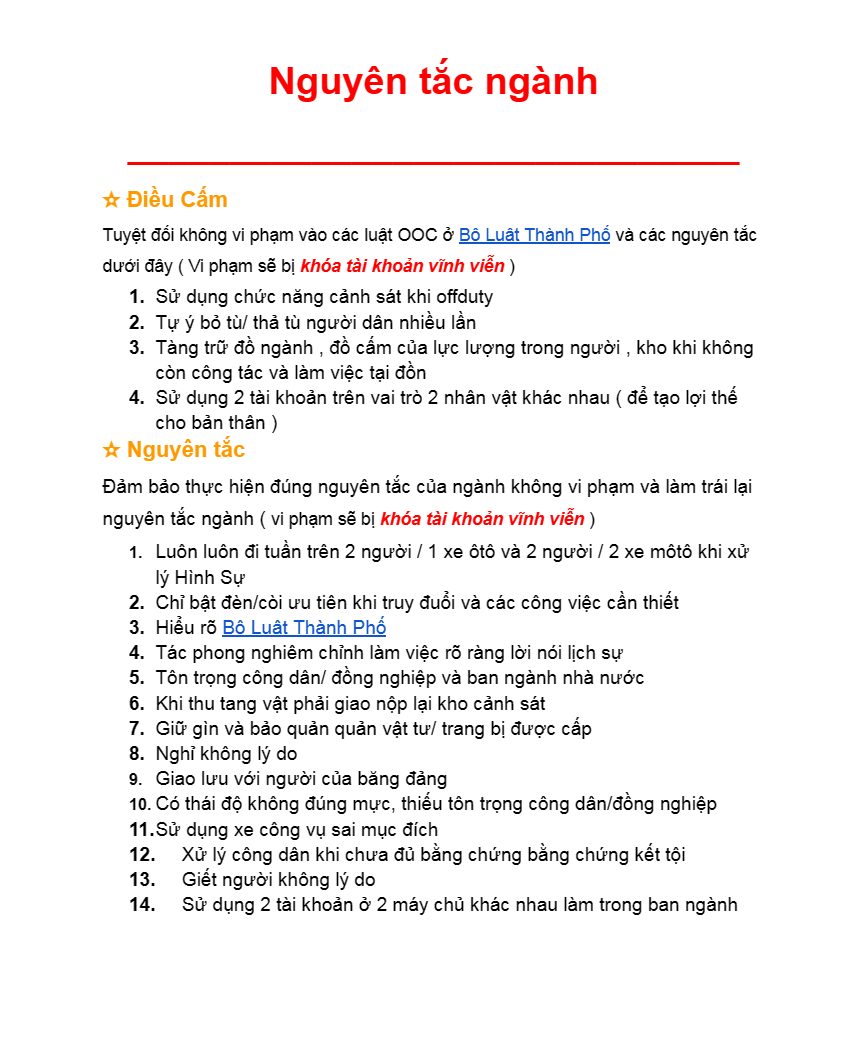 Nguyên tắc ngành
☆ Điều Cấm
Tuyệt đối không vi phạm vào các luật OOC ở Bộ Luật Thành Phố và các nguyên tắc
dưới đây ( Vi phạm sẽ bị khóa tài khoản vĩnh viễn )
1. Sử dụng chức năng cảnh sát khi offduty
2. Tự ý bỏ tù/ thả tù người dân nhiều lần
3. Tàng trữ đồ ngành , đồ cấm của lực lượng trong người , kho khi không
còn công tác và làm việc tại đồn
4. Sử dụng 2 tài khoản trên vai trò 2 nhân vật khác nhau ( để tạo lợi thế
cho bản thân )
☆ Nguyên tắc
Đảm bảo thực hiện đúng nguyên tắc của ngành không vi phạm và làm trái lại
nguyên tắc ngành ( vi phạm sẽ bị khóa tài khoản vĩnh viễn )
1. Luôn luôn đi tuần trên 2 người / 1 xe ôtô và 2 người / 2 xe môtô khi xử
lý Hình Sự
2. Chỉ bật đèn/còi ưu tiên khi truy đuổi và các công việc cần thiết
3. Hiểu rõ Bộ Luật Thành Phố
4. Tác phong nghiêm chỉnh làm việc rõ ràng lời nói lịch sự
5. Tôn trọng công dân/ đồng nghiệp và ban ngành nhà nước
6. Khi thu tang vật phải giao nộp lại kho cảnh sát
7. Giữ gìn và bảo quản quản vật tư/ trang bị được cấp
8. Nghỉ không lý do
9. Giao lưu với người của băng đảng
10. Có thái độ không đúng mực, thiếu tôn trọng công dân/đồng nghiệp
11.Sử dụng xe công vụ sai mục đích
12. Xử lý công dân khi chưa đủ bằng chứng bằng chứng kết tội
13. Giết người không lý do
14. Sử dụng 2 tài khoản ở 2 máy chủ khác nhau làm trong ban ngành